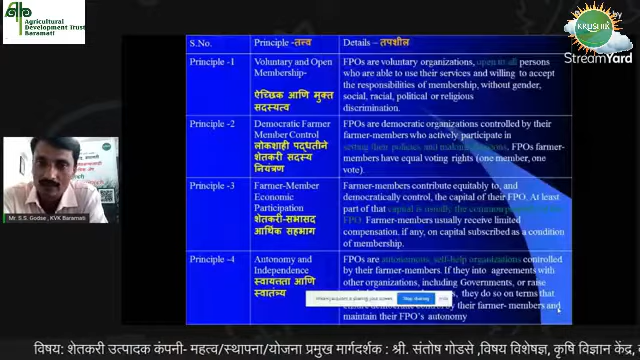 Agricultural
Development Trust
Baramati
KRUSHIK
StreamYard
S.No.
Principle -तत्त्व
Details – तपशील
Principle -1
Voluntary and Open
Membership-
ऐच्छिक आणि मुक्त
सदस्यत्व
FPOs are voluntary organizations, open to all persons
who are able to use their services and willing to accept
the responsibilities of membership, without gender,
social, racial, political or religious
discrimination.
Principle -2
Democratic Farmer
Member Control
लोकशाही पद्धतीने
शेतकरी सदस्य
नियंत्रण
FPOs are democratic organizations controlled by their
farmer-members who actively participate in
setting their policies and making decisions, FPOs farmer-
members have equal voting rights (one member, one
vote).
Principle -3
Farmer-Member
Economic
Participation
शेतकरी-सभासद
आर्थिक सहभाग
Farmer-members contribute equitably to, and
democratically control, the capital of their FPO. At least
part of that capital is usually the common property of the
FPO. Farmer-members usually receive limited
compensation, if any, on capital subscribed as a condition
of membership.
Principle -4
Autonomy and
Independence
स्वायत्तता आणि
स्वातंत्र्य
FPOs are autonomous, self-help organizations controlled
by their farmer-members. If they into agreements with
other organizations, including Governments, or raise
they do so on terms that
ensure democratic control by their farmer- members and
maintain their FPO's autonomy
Stop sharing
Mr. S.S. Godse, KVK Baramati
विषय: शेतकरी उत्पादक कंपनी- महत्व/स्थापना/योजना प्रमुख मार्गदर्शक : श्री. संतोष गोडसे ,विषय विशेषज्ञ, कृषि विज्ञान केंद्र,